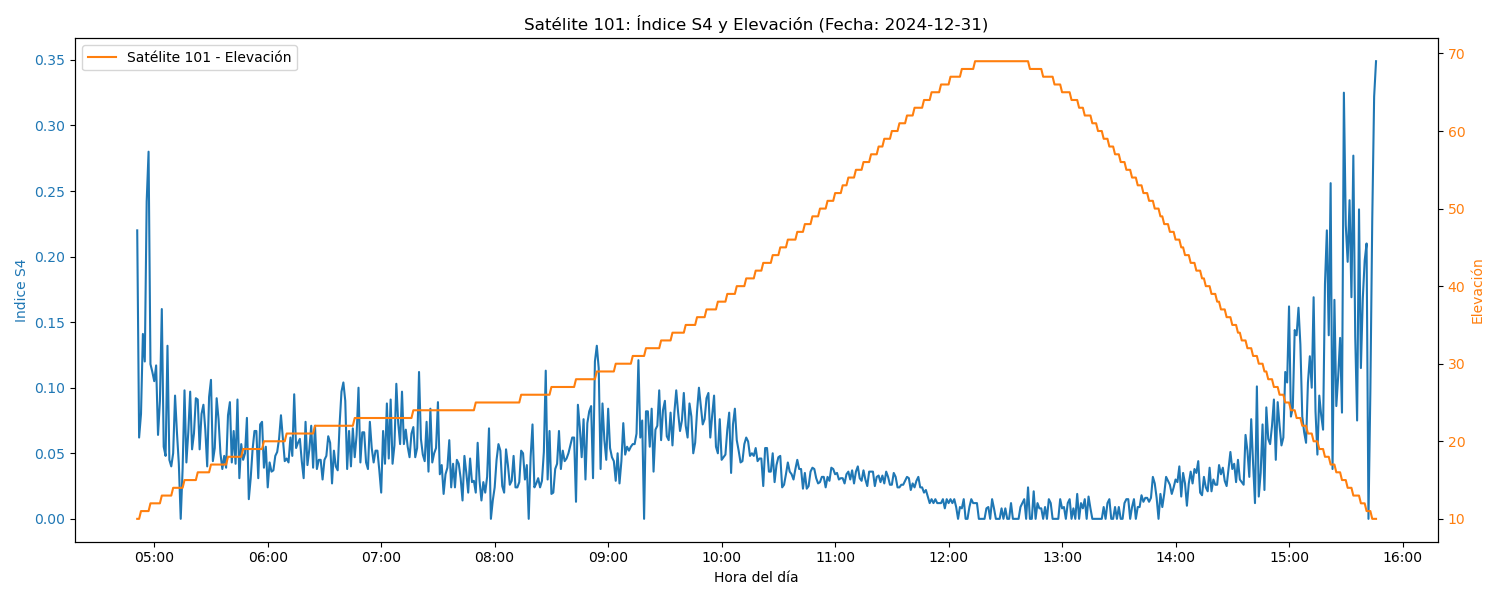 Satélite 101: Índice S4 y Elevación (Fecha: 2024-12-31)
Satélite 101 - Elevación
0.35
0.30
0.25
0.20
0.15
0.10
0.05
0.00
Indice S4
70
60
50
40
30
20
10
Elevación
05:00 06:00 07:00 08:00 09:00 10:00 11:00 12:00 13:00 14:00 15:00 16:00
Hora del día